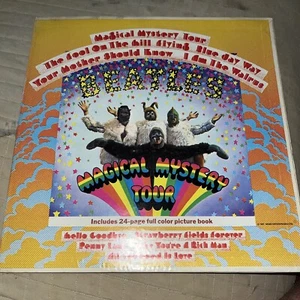 Magical Mystery Tour
The Fool On The Hill Flying Blue Jay Way
Your Mother Should Know I Am The Walrus
BEATLES
MAGICAL MYSTERY
TOUR
Includes 24-page full color picture book
Hello Goodbye Strawberry Fields Forever
Penny Lane Baby You're A Rich Man
All You Need Is Love